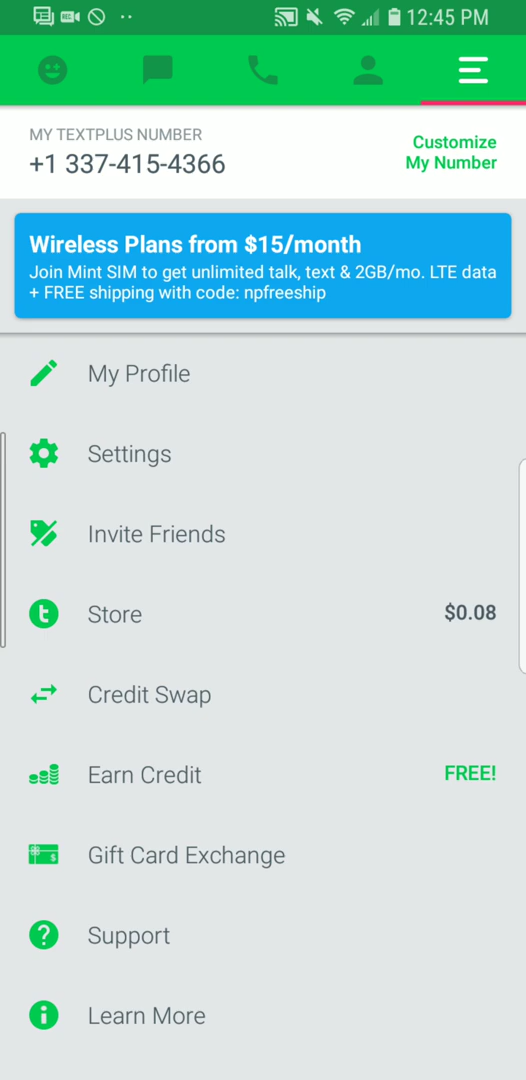 REC
12:45 PM
MY TEXTPLUS NUMBER
+1 337-415-4366
Customize
My Number
Wireless Plans from $15/month
Join Mint SIM to get unlimited talk, text & 2GB/mo. LTE data
+ FREE shipping with code: npfreeship
My Profile
Settings
Invite Friends
t
Store
$0.08
Credit Swap
Earn Credit
FREE!
$
Gift Card Exchange
?
Support
i
Learn More